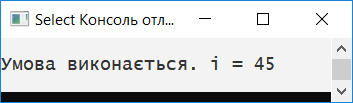 Select Консоль отл...
Умова виконається. i = 45